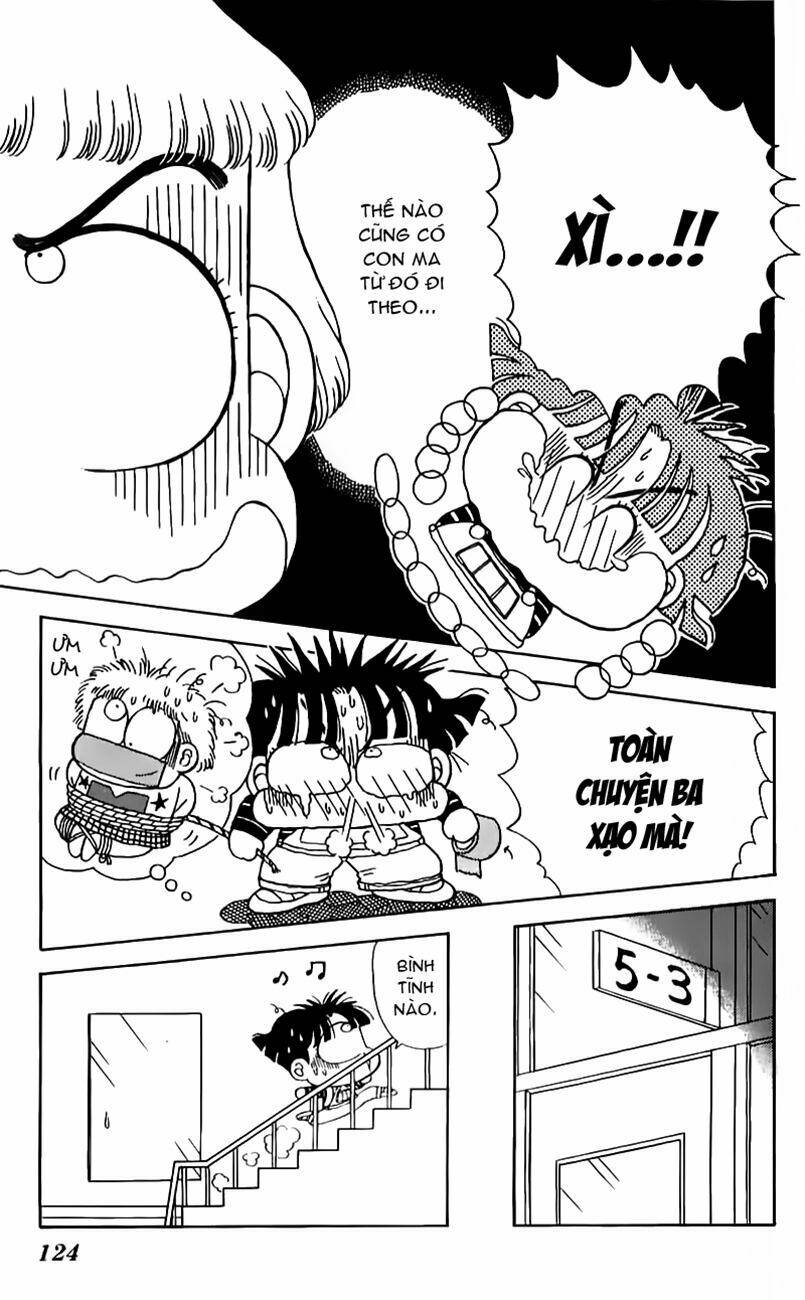 THẾ NÀO
CŨNG CÓ
CON MA
TỪ ĐÓ ĐI
THEO...
XÌ...!!
ƯM
ƯM
TOÀN
CHUYỆN BA
XẠO MÀ!
BÌNH
TĨNH
NÀO.
5-3
124